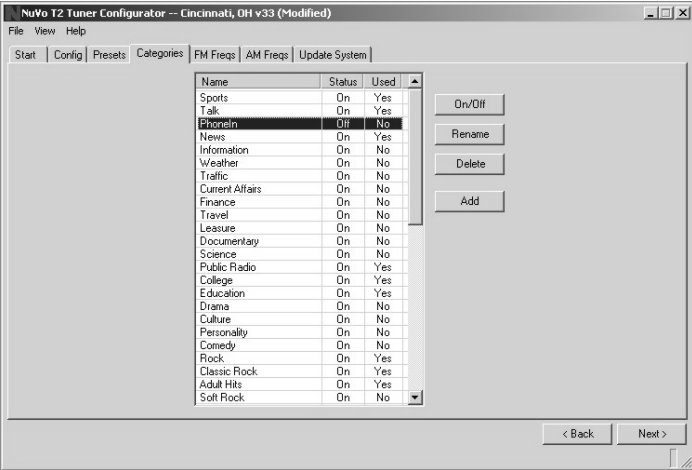 NuVo T2 Tuner Configurator -- Cincinnati, OH v33 (Modified)
File View Help
Start Config Presets Categories FM Freqs AM Freqs Update System
Name Status Used
Sports On Yes
Talk On Yes
PhoneIn Off No
News On Yes
Information On No
Weather On No
Traffic On No
Current Affairs On No
Finance On No
Travel On No
Leasure On No
Documentary On No
Science On No
Public Radio On Yes
College On Yes
Education On Yes
Drama On No
Culture On No
Personality On No
Comedy On No
Rock On Yes
Classic Rock On Yes
Adult Hits On Yes
Soft Rock On No
On/Off
Rename
Delete
Add
< Back Next >